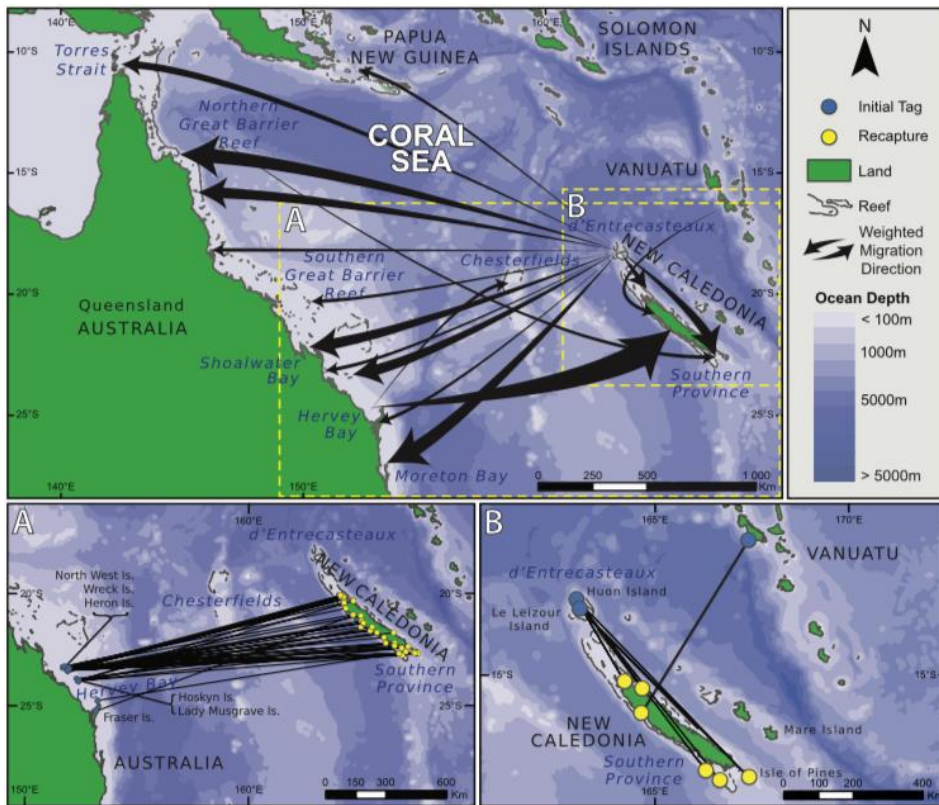 140°E
150°E
160°E
10°S
15°S
20°S
25°S
Torres
Strait
PAPUA
NEW GUINEA
SOLOMON
ISLANDS
Northern
Great Barrier
Reef
CORAL
SEA
VANUATU
A
B
d'Entrecasteaux
NEW CALEDONIA
Chesterfields
Southern
Great Barrier
Reef
Queensland
AUSTRALIA
Shoalwater
Bay
Southern
Province
Hervey
Bay
Moreton Bay
0 250 500 1 000
Km
140°E
150°E
N
Initial Tag
Recapture
Land
Reef
Weighted
Migration
Direction
Ocean Depth
< 100m
1000m
5000m
> 5000m
A
160°E
d'Entrecasteaux
North West Is.
Wreck Is.
Heron Is.
20°S
Chesterfields
NEW CALEDONIA
Southern
Province
Hervey Bay
Hoskyn Is.
Lady Musgrave Is.
Fraser Is.
25°S
AUSTRALIA
0 150 300 600
Km
160°E
B
165°E
170°E
VANUATU
d'Entrecasteaux
Huon Island
Le Leizour
Island
15°S
15°S
NEW
CALEDONIA
Mare Island
Southern
Province
Isle of Pines
0 100 200 400
Km
165°E